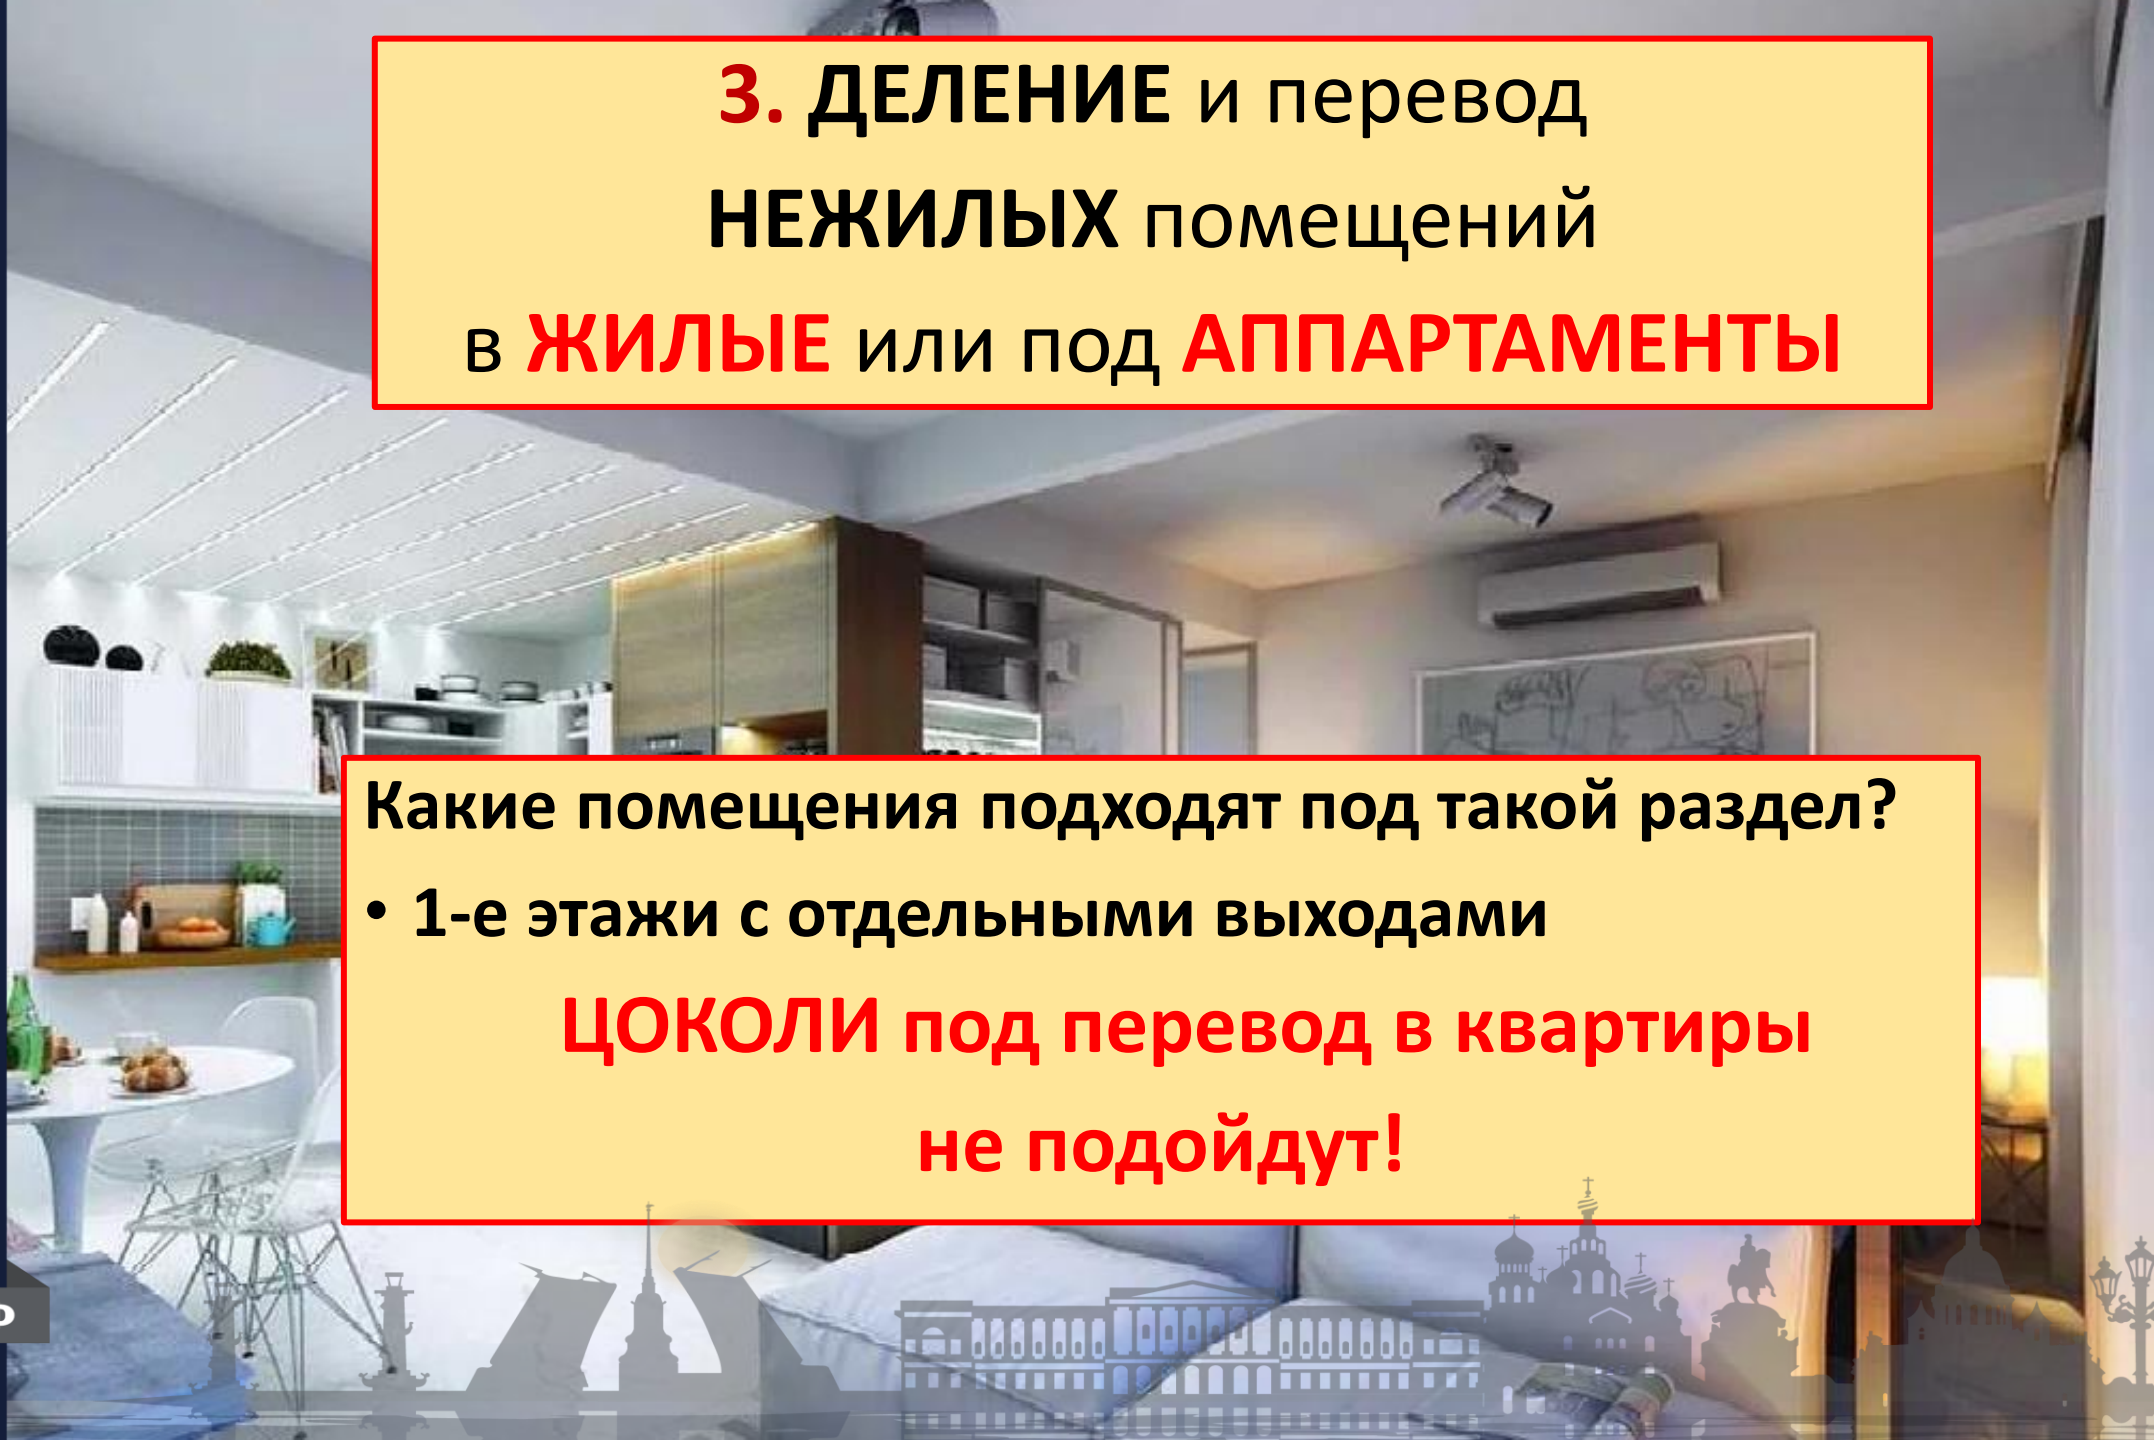 3. ДЕЛЕНИЕ и перевод
НЕЖИЛЫХ помещений
в ЖИЛЫЕ или под АППАРТАМЕНТЫ
Какие помещения подходят под такой раздел?
• 1-е этажи с отдельными выходами
ЦОКОЛИ под перевод в квартиры
не подойдут!